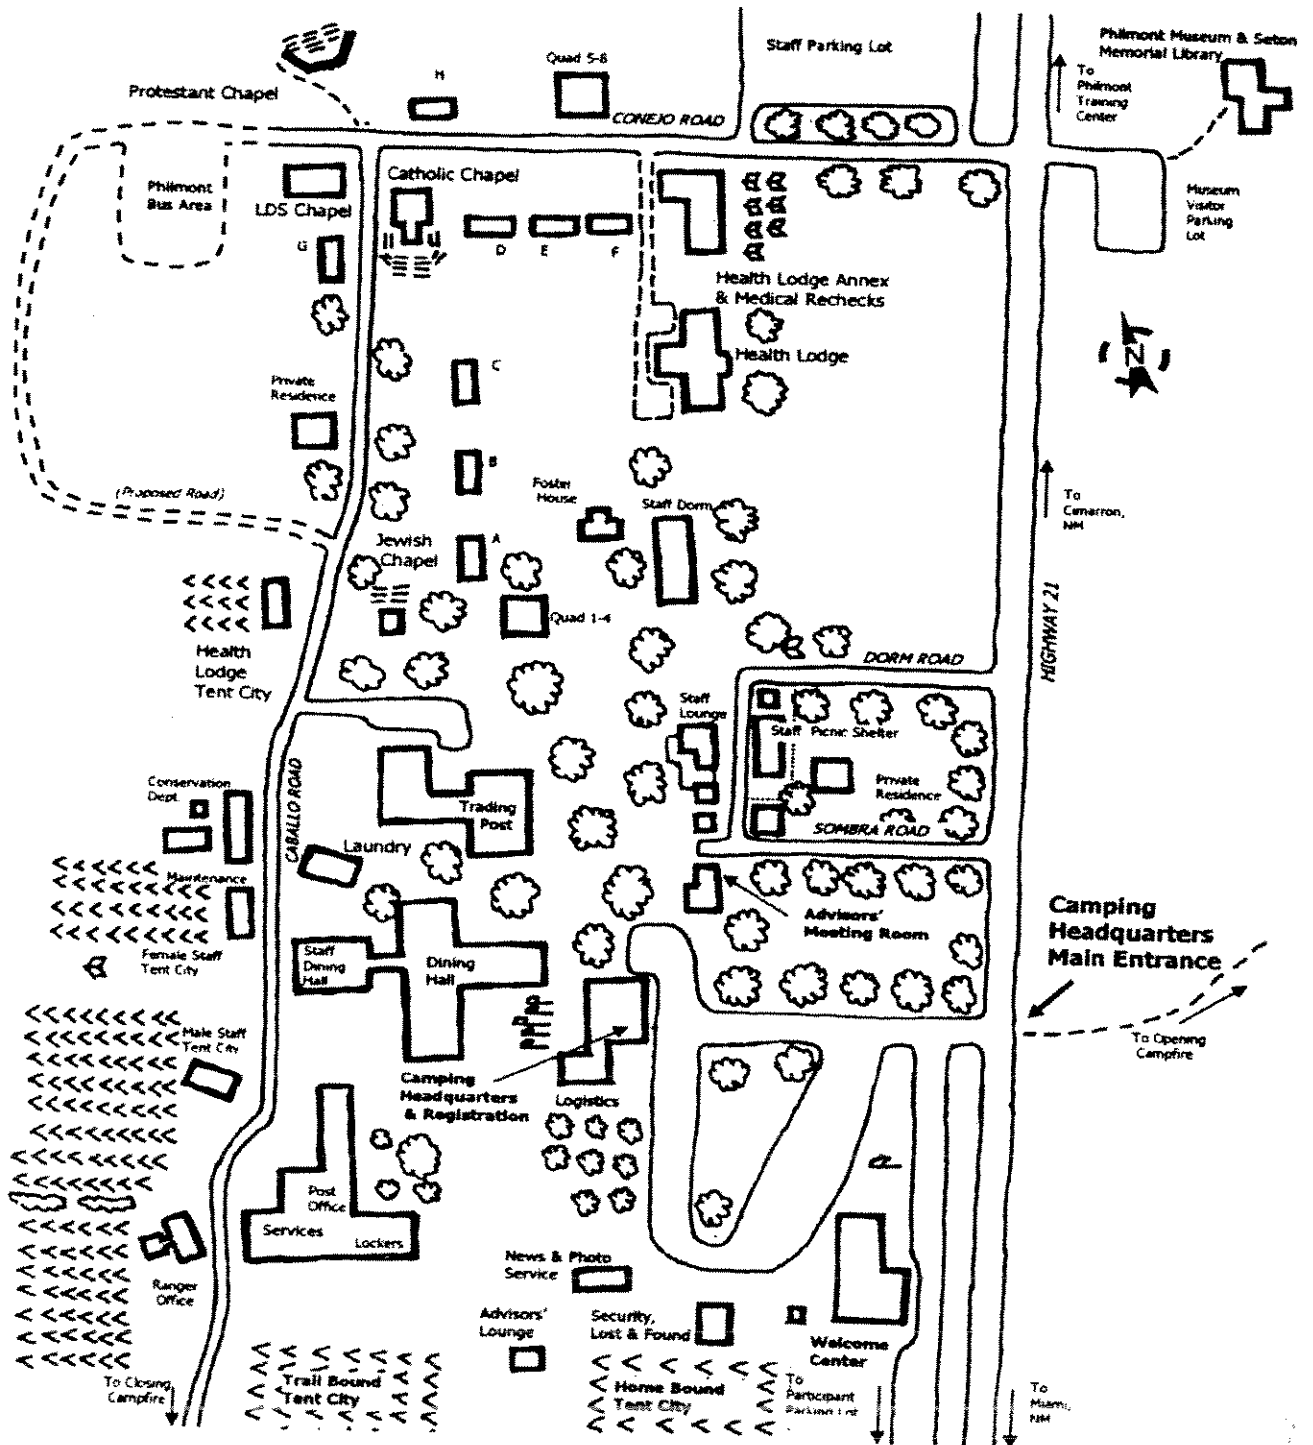 Staff Parking Lot
Philmont Museum & Seton
Memorial Library
To
Philmont
Training
Center
Quad 5-8
H
Protestant Chapel
CONEJO ROAD
Philmont
Bus Area
LDS Chapel
Catholic Chapel
G
D
E
F
Museum
Visitor
Parking
Lot
Health Lodge Annex
& Medical Rechecks
Health Lodge
N
C
Private
Residence
B
(Proposed Road)
Foster
House
Staff Dorm
To
Cimarron,
NM
Jewish
Chapel
A
Quad 1-4
HIGHWAY 21
Health
Lodge
Tent City
DORM ROAD
Staff
Lounge
Staff Picnic Shelter
Private
Residence
SOMBRA ROAD
Conservation
Dept.
CABALLO ROAD
Trading
Post
Laundry
Maintenance
Advisors'
Meeting Room
Camping
Headquarters
Main Entrance
Female Staff
Tent City
Staff
Dining
Hall
Dining
Hall
To Opening
Campfire
Male Staff
Tent City
Camping
Headquarters
& Registration
Logistics
Post
Office
Services
Lockers
Ranger
Office
News & Photo
Service
Advisors'
Lounge
Security,
Lost & Found
Welcome
Center
To Closing
Campfire
Trail Bound
Tent City
Home Bound
Tent City
To
Participant
Parking Lot
To
Miami,
NM